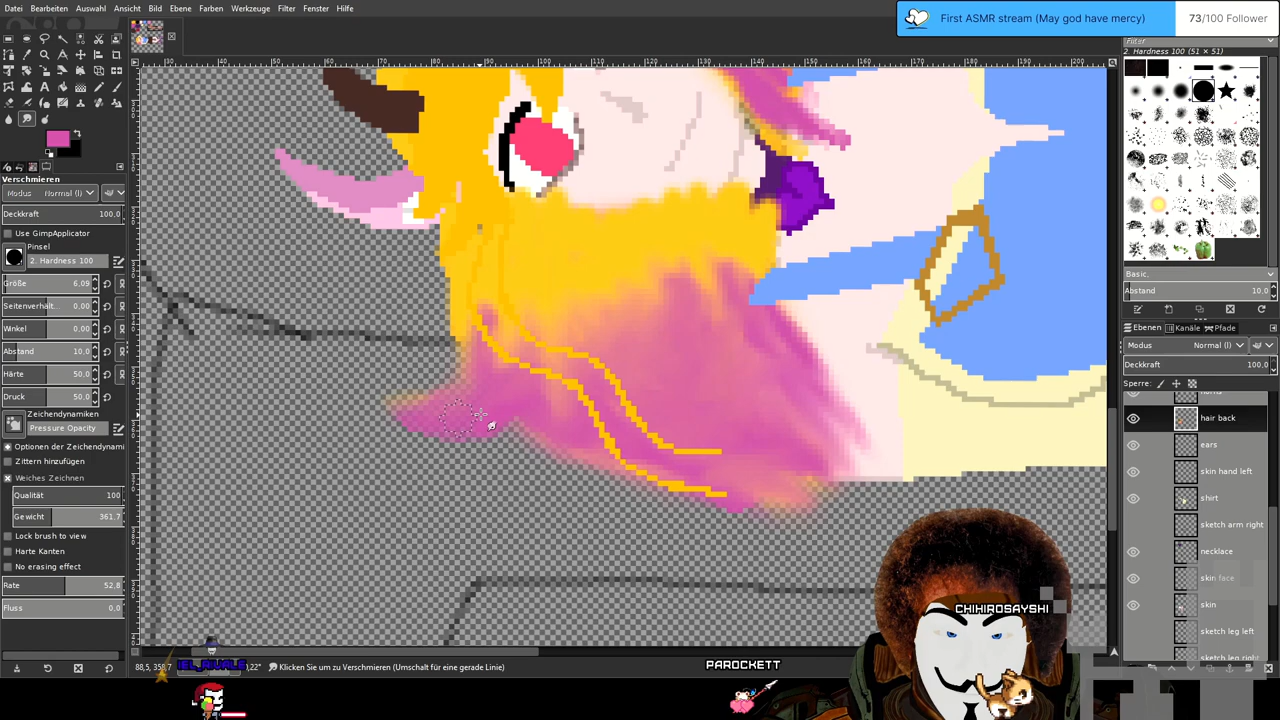 Datei Bearbeiten Auswahl Ansicht Bild Ebene Farben Werkzeuge Filter Fenster Hilfe
First ASMR stream (May god have mercy) 73/100 Follower
Filter
2. Hardness 100 (51 × 51)
Verschmieren
Modus Normal (l)
Deckkraft 100,0
Use GimpApplicator
Pinsel
2. Hardness 100
Größe 6,09
Seitenverhält... 0,00
Winkel 0,00
Abstand 10,0
Härte 50,0
Druck 50,0
Zeichendynamiken
Pressure Opacity
Optionen der Zeichendynami
Zittern hinzufügen
Weiches Zeichnen
Qualität 100
Gewicht 361,7
Lock brush to view
Harte Kanten
No erasing effect
Rate 52,8
Fluss 0,0
Basic,
Abstand 10,0
Ebenen Kanäle Pfade
Modus Normal (l)
Deckkraft 100,0
Sperre:
horns
hair back
ears
skin hand left
shirt
sketch arm right
necklace
skin face
skin
sketch leg left
sketch leg right
CHIHIROSAYSHI
PAROCKETT
Klicken Sie um zu Verschmieren (Umschalt für eine gerade Linie)